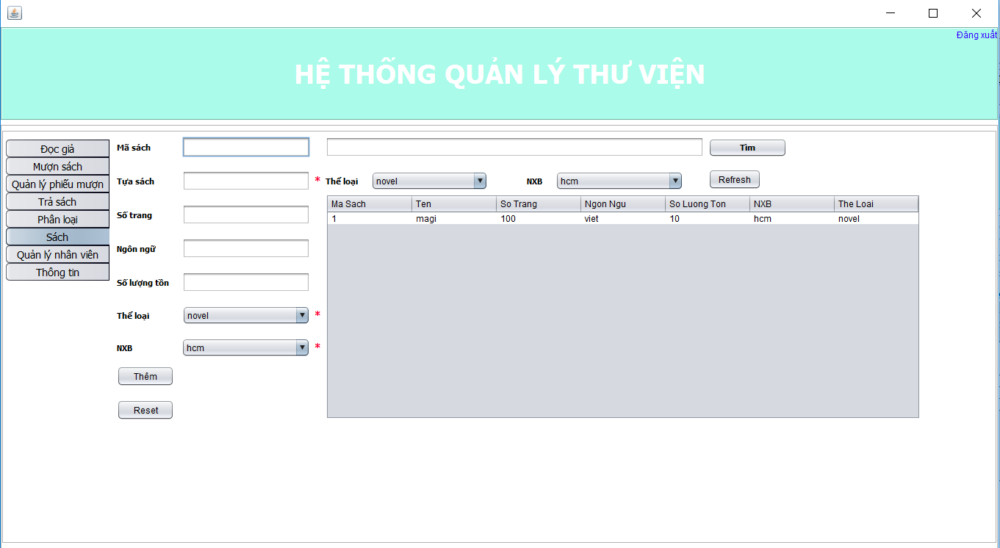 Đăng xuất
HỆ THỐNG QUẢN LÝ THƯ VIỆN
Đọc giả
Mượn sách
Quản lý phiếu mượn
Trả sách
Phân loại
Sách
Quản lý nhân viên
Thông tin
Mã sách
Tựa sách *
Số trang
Ngôn ngữ
Số lượng tồn
Thể loại novel *
NXB hcm *
Thêm
Reset
Tìm
Thể loại novel NXB hcm Refresh
Ma Sach Ten So Trang Ngon Ngu So Luong Ton NXB The Loai
1 magi 100 viet 10 hcm novel